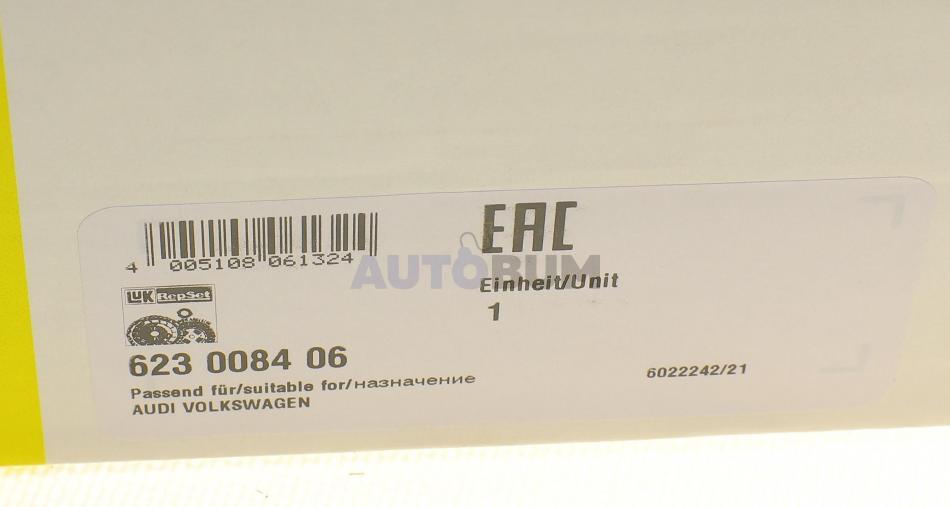 EAC
4 005108 061324
AUTOBUM
Einheit/Unit
1
LUK RepSet
623 0084 06
6022242/21
Passend für/suitable for/назначение
AUDI VOLKSWAGEN